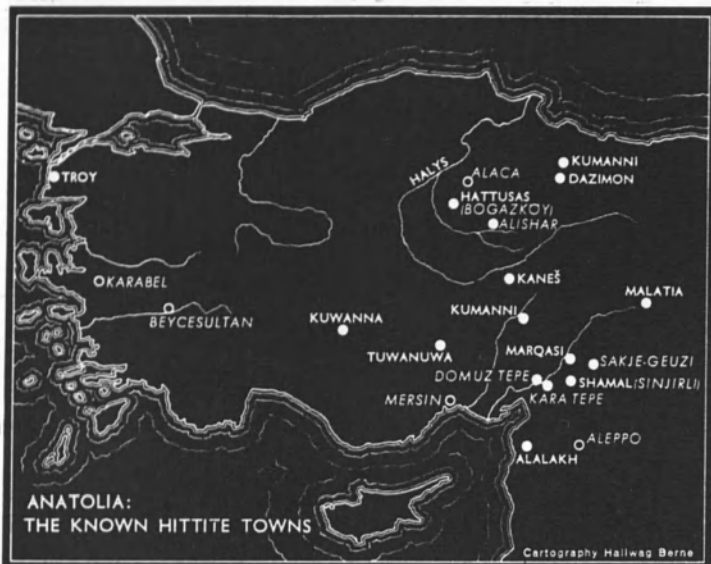 KUMANNI
DAZIMON
HALYS
ALACA
TROY
HATTUSAS
(BOGAZKÖY)
ALISHAR
KARABEL
KANEŠ
MALATIA
BEYCESULTAN
KUWANNA
KUMANNI
TUWANUWA
MARQASI
SAKJE-GEUZI
DOMUZ TEPE
SHAMAL (SINJIRLI)
KARA TEPE
MERSIN
ALALAKH
ALEPPO
ANATOLIA:
THE KNOWN HITTITE TOWNS
Cartography Hallwag Berne